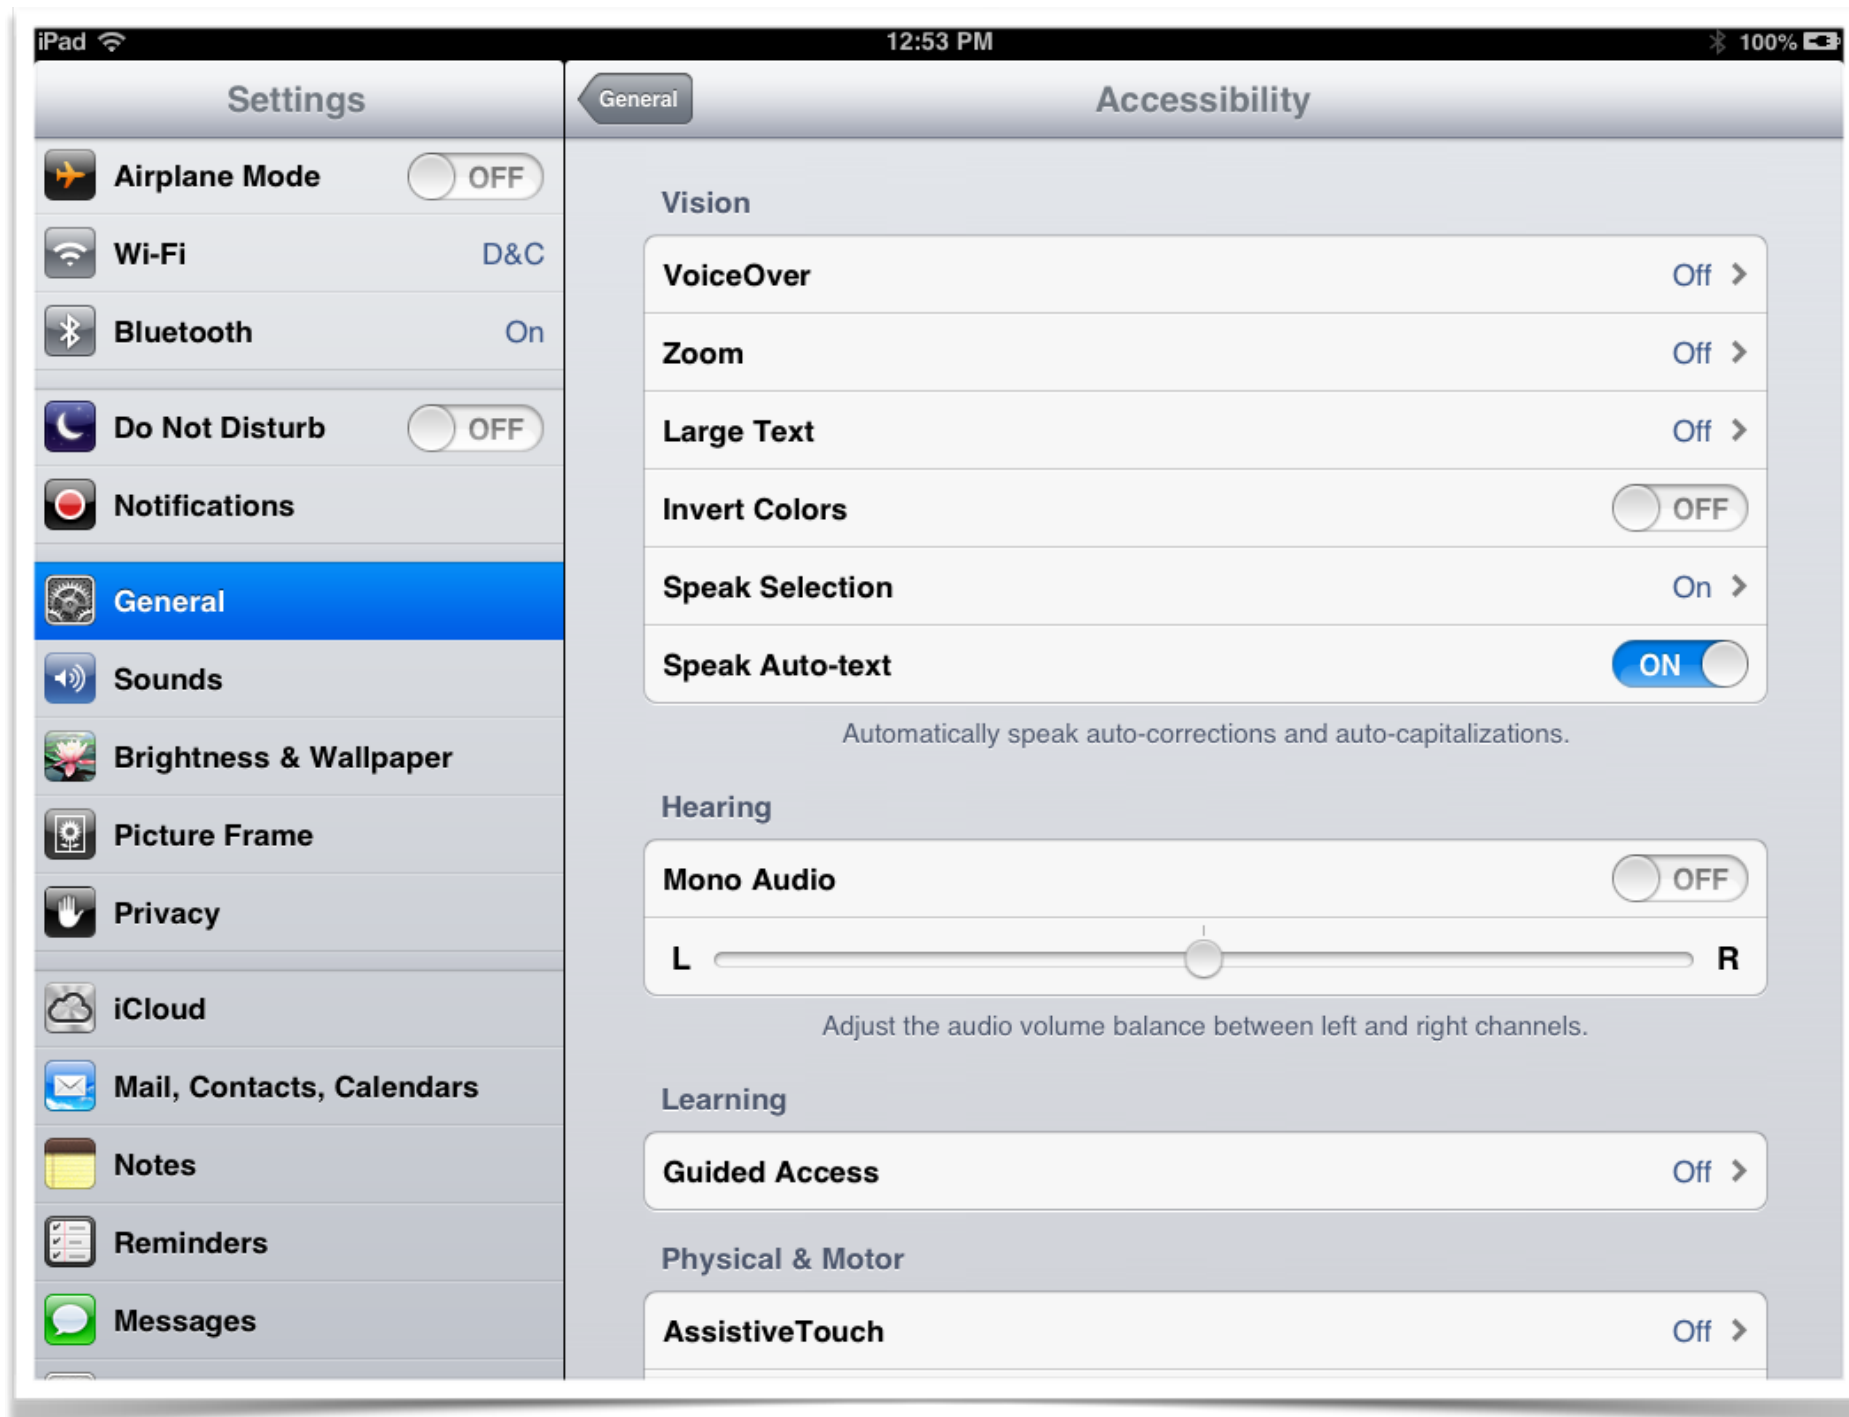 iPad 12:53 PM 100%
Settings
Airplane Mode OFF
Wi-Fi D&C
Bluetooth On
Do Not Disturb OFF
Notifications
General
Sounds
Brightness & Wallpaper
Picture Frame
Privacy
iCloud
Mail, Contacts, Calendars
Notes
Reminders
Messages
General Accessibility
Vision
VoiceOver Off
Zoom Off
Large Text Off
Invert Colors OFF
Speak Selection On
Speak Auto-text ON
Automatically speak auto-corrections and auto-capitalizations.
Hearing
Mono Audio OFF
L R
Adjust the audio volume balance between left and right channels.
Learning
Guided Access Off
Physical & Motor
AssistiveTouch Off